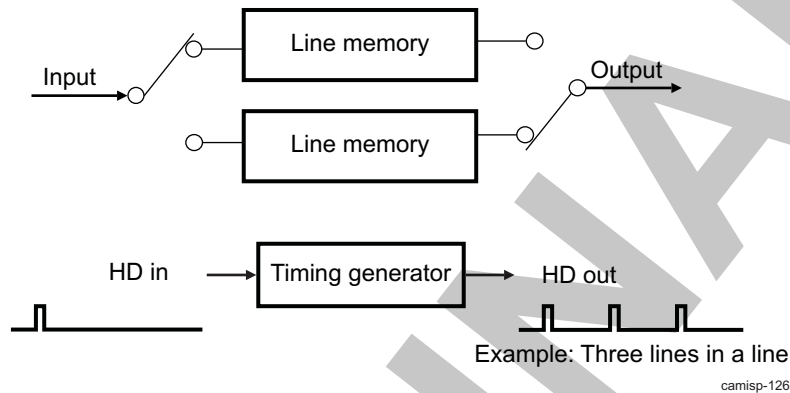 Line memory
Input
Output
Line memory
HD in
Timing generator
HD out
Example: Three lines in a line
camisp-126